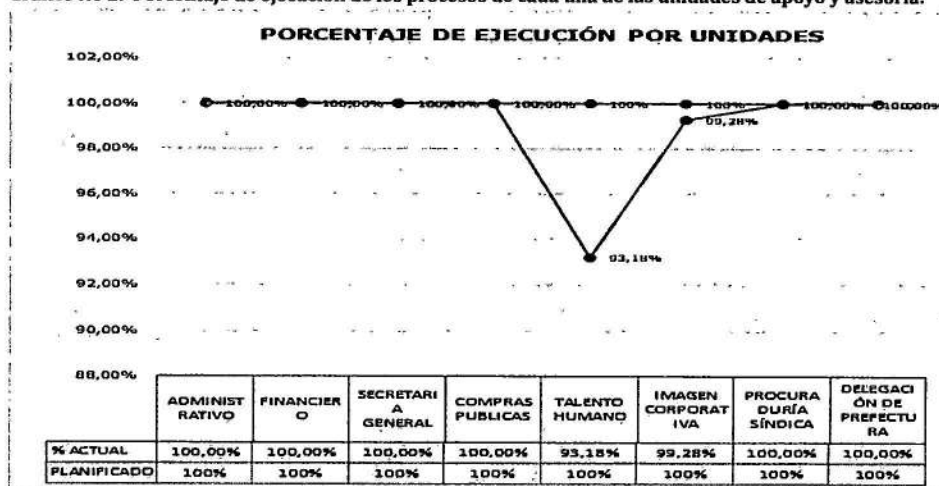 PORCENTAJE DE EJECUCIÓN POR UNIDADES
102,00%
100,00%
98,00%
96,00%
94,00%
92,00%
90,00%
88,00%
100,00% 100,00% 100,00% 100,00% 100% 100% 100,00% 100,00%
99,28%
93,18%
ADMINIST
RATIVO
FINANCIER
O
SECRETARI
A
GENERAL
COMPRAS
PUBLICAS
TALENTO
HUMANO
IMAGEN
CORPORAT
IVA
PROCURA
DURÍA
SÍNDICA
DELEGACI
ÓN DE
PREFECTU
RA
% ACTUAL 100,00% 100,00% 100,00% 100,00% 93,18% 99,28% 100,00% 100,00%
PLANIFICADO 100% 100% 100% 100% 100% 100% 100% 100%